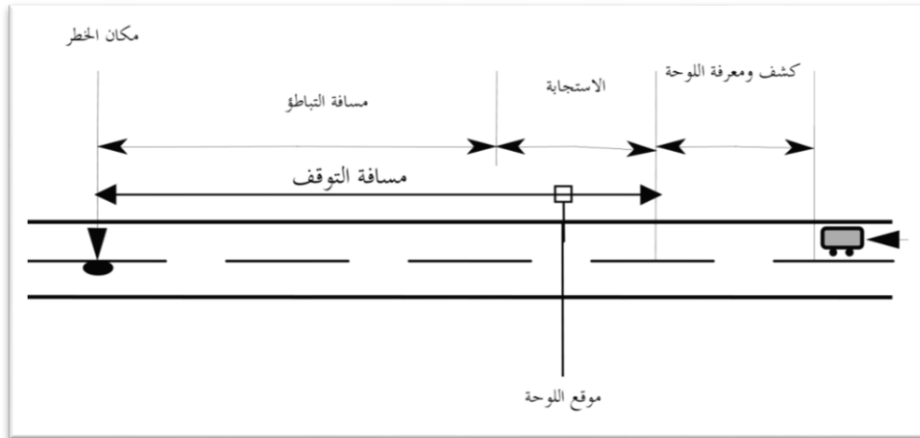 مكان الخطر
كشف ومعرفة اللوحة
الاستجابة
مسافة التباطؤ
مسافة التوقف
موقع اللوحة